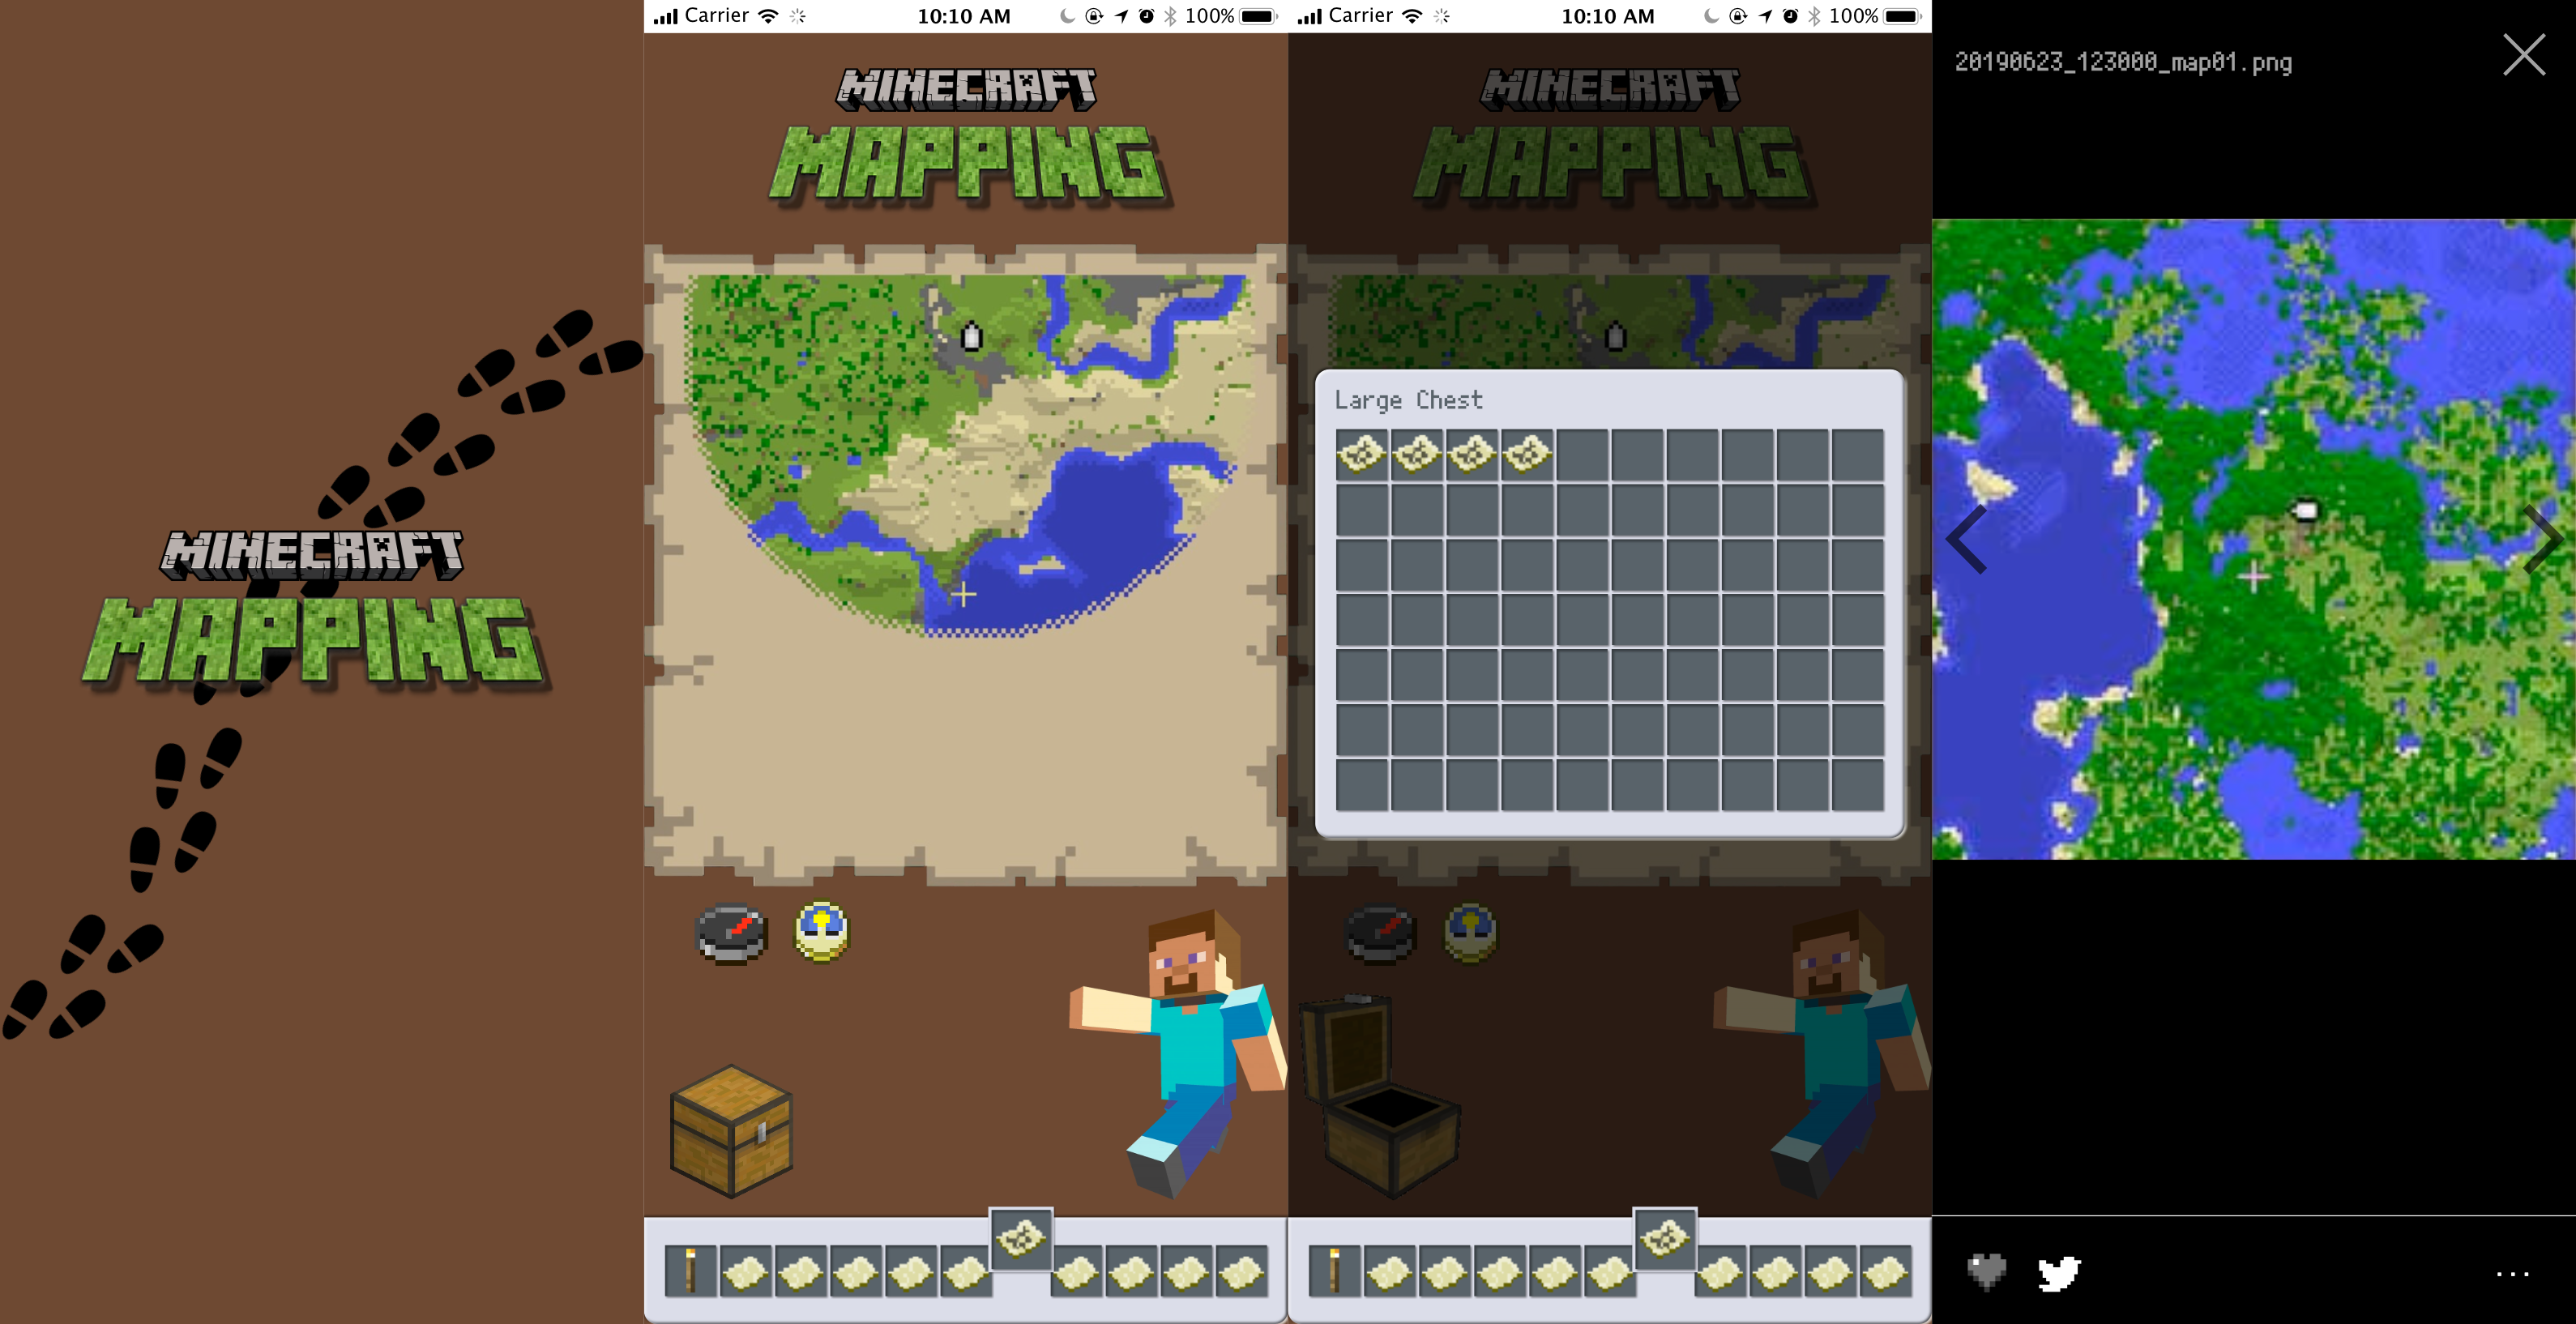 MINECRAFT
MAPPING
Carrier
10:10 AM
100%
MINECRAFT
MAPPING
Carrier
10:10 AM
100%
MINECRAFT
MAPPING
Large Chest
20190623_123000_map01.png
...